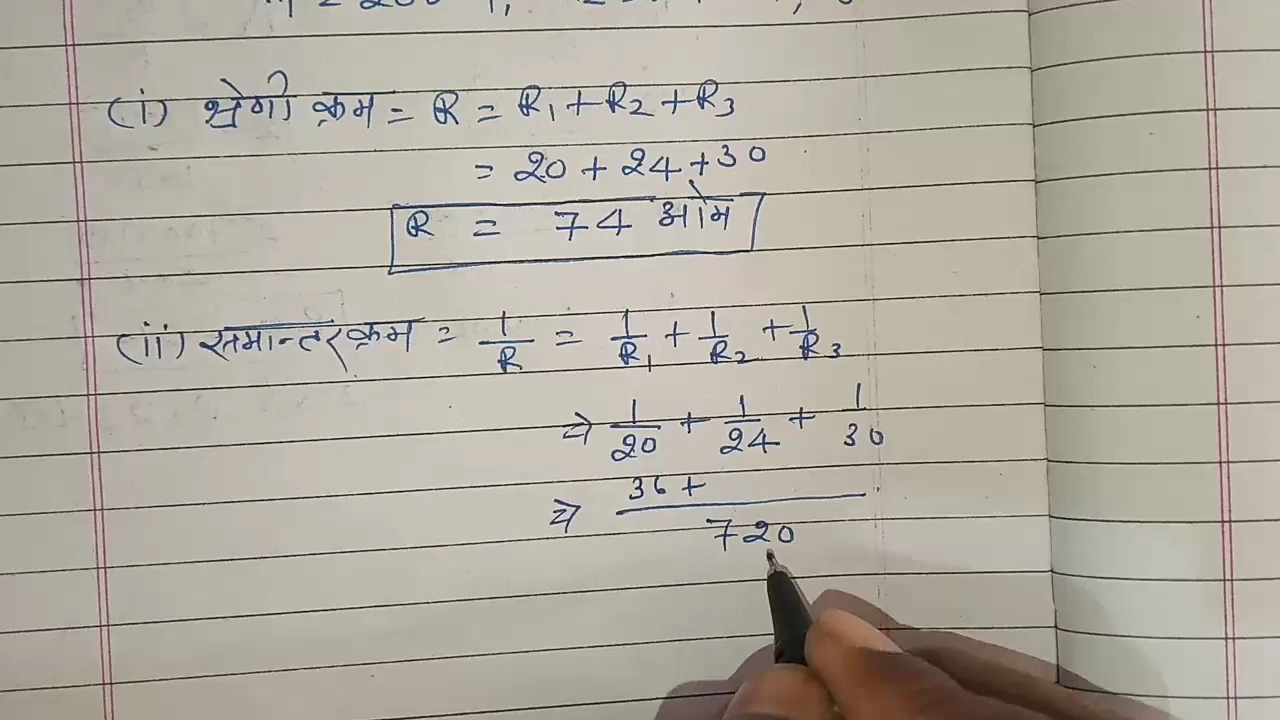 (i) श्रेणी क्रम = R = R₁ + R₂ + R₃
= 20 + 24 + 30
R = 74 ओम
(ii) समान्तर क्रम = 1/R = 1/R₁ + 1/R₂ + 1/R₃
⇒ 1/20 + 1/24 + 1/30
⇒ 36 + / 720